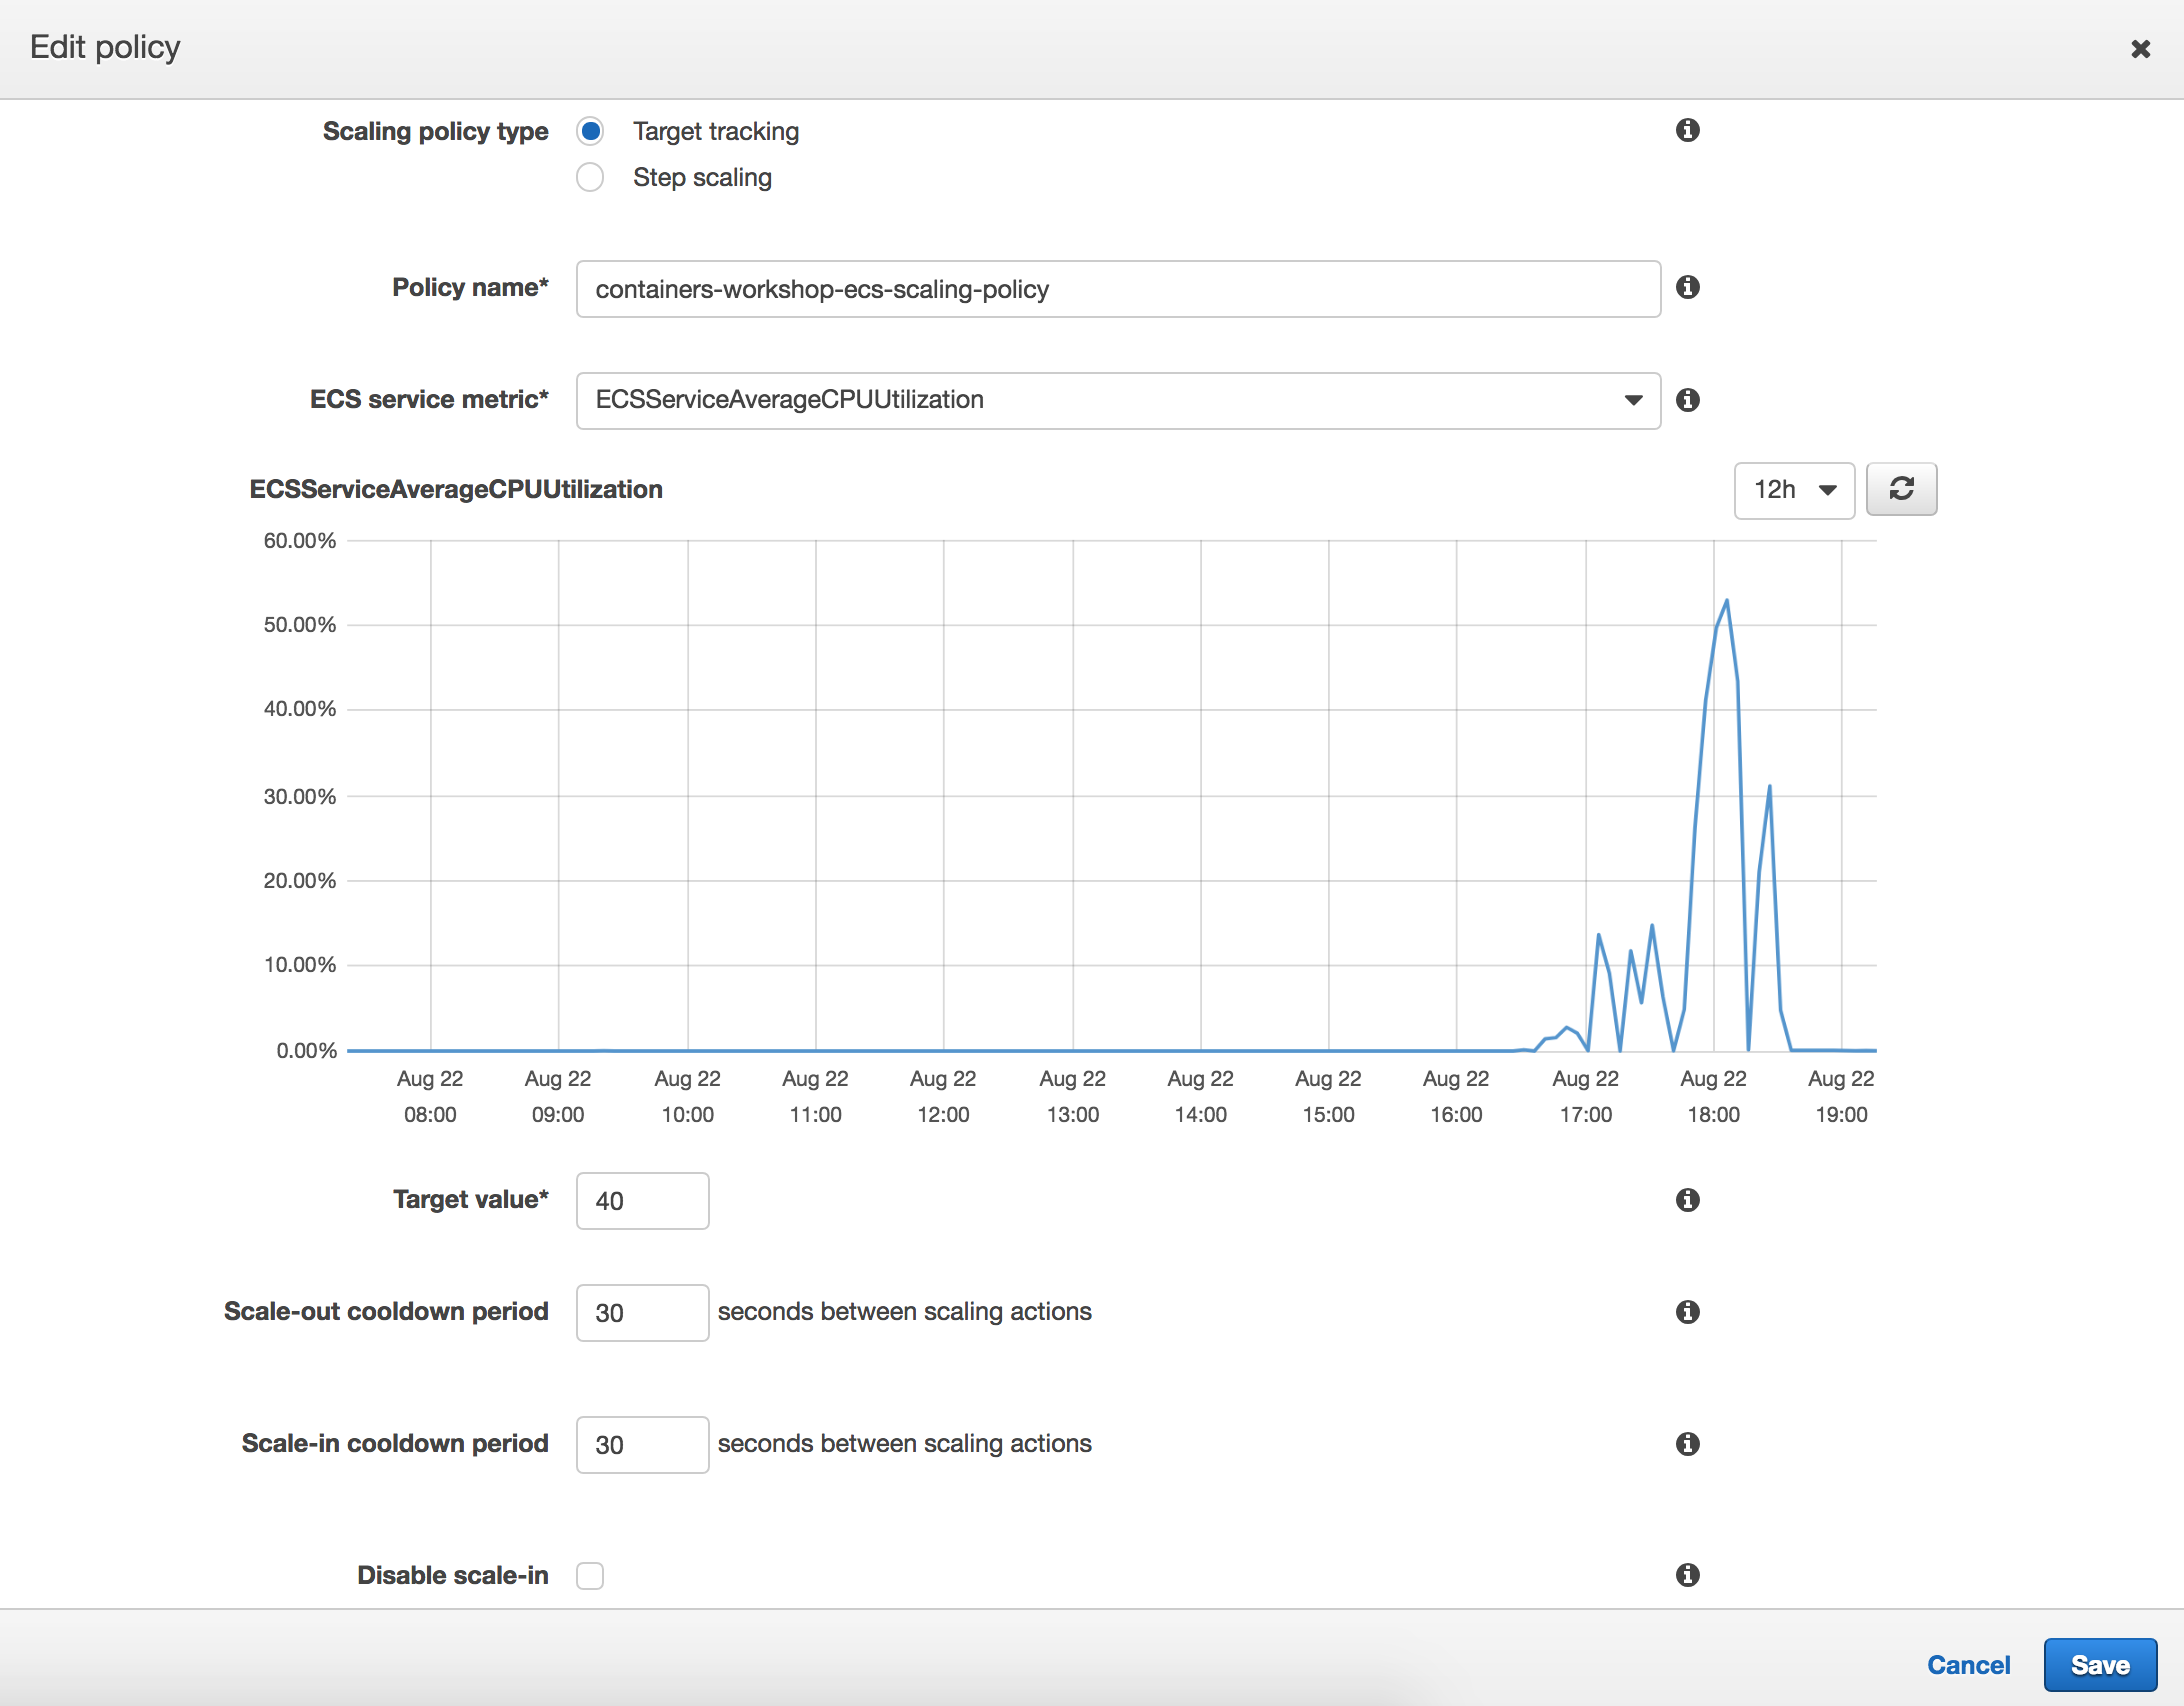 Edit policy
Scaling policy type
Target tracking
Step scaling
Policy name*
containers-workshop-ecs-scaling-policy
ECS service metric*
ECSServiceAverageCPUUtilization
ECSServiceAverageCPUUtilization
12h
60.00%
50.00%
40.00%
30.00%
20.00%
10.00%
0.00%
Aug 22 Aug 22 Aug 22 Aug 22 Aug 22 Aug 22 Aug 22 Aug 22 Aug 22 Aug 22 Aug 22 Aug 22
08:00 09:00 10:00 11:00 12:00 13:00 14:00 15:00 16:00 17:00 18:00 19:00
Target value* 40
Scale-out cooldown period 30 seconds between scaling actions
Scale-in cooldown period 30 seconds between scaling actions
Disable scale-in
Cancel Save